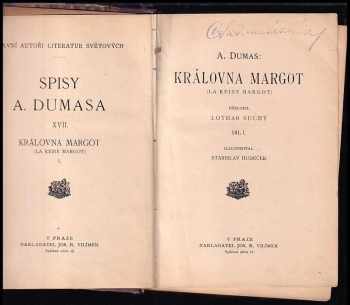 AVNÍ AUTOŘI LITERATUR SVĚTOVÝCH
SPISY
A. DUMASA
XVII.
KRÁLOVNA MARGOT
(LA REINE MARGOT)
I.
V PRAZE
NAKLADATEL JOS. R. VILÍMEK
A. DUMAS:
KRÁLOVNA MARGOT
(LA REINE MARGOT)
PŘELOŽIL
LOTHAR SUCHÝ
DÍL I.
ILLUSTROVAL
STANISLAV HUDEČEK
V PRAZE
NAKLADATEL JOS. R. VILÍMEK